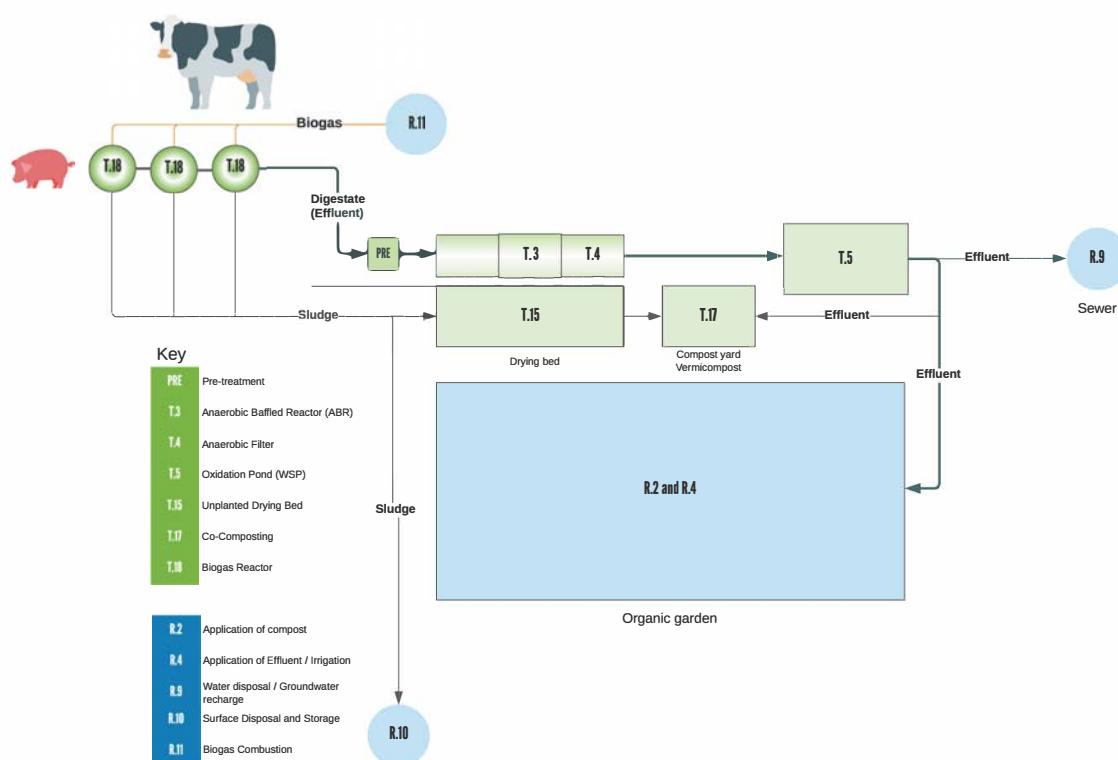 Biogas
R.11
T.18
T.18
T.18
Digestate
(Effluent)
PRE
T.3
T.4
T.5
Effluent
R.9
Sewer
Sludge
T.15
T.17
Effluent
Drying bed
Compost yard
Vermicompost
Effluent
Key
PRE Pre-treatment
T.3 Anaerobic Baffled Reactor (ABR)
T.4 Anaerobic Filter
T.5 Oxidation Pond (WSP)
T.15 Unplanted Drying Bed
T.17 Co-Composting
T.18 Biogas Reactor
R.2 and R.4
Sludge
Organic garden
R.2 Application of compost
R.4 Application of Effluent / Irrigation
R.9 Water disposal / Groundwater
recharge
R.10 Surface Disposal and Storage
R.11 Biogas Combustion
R.10